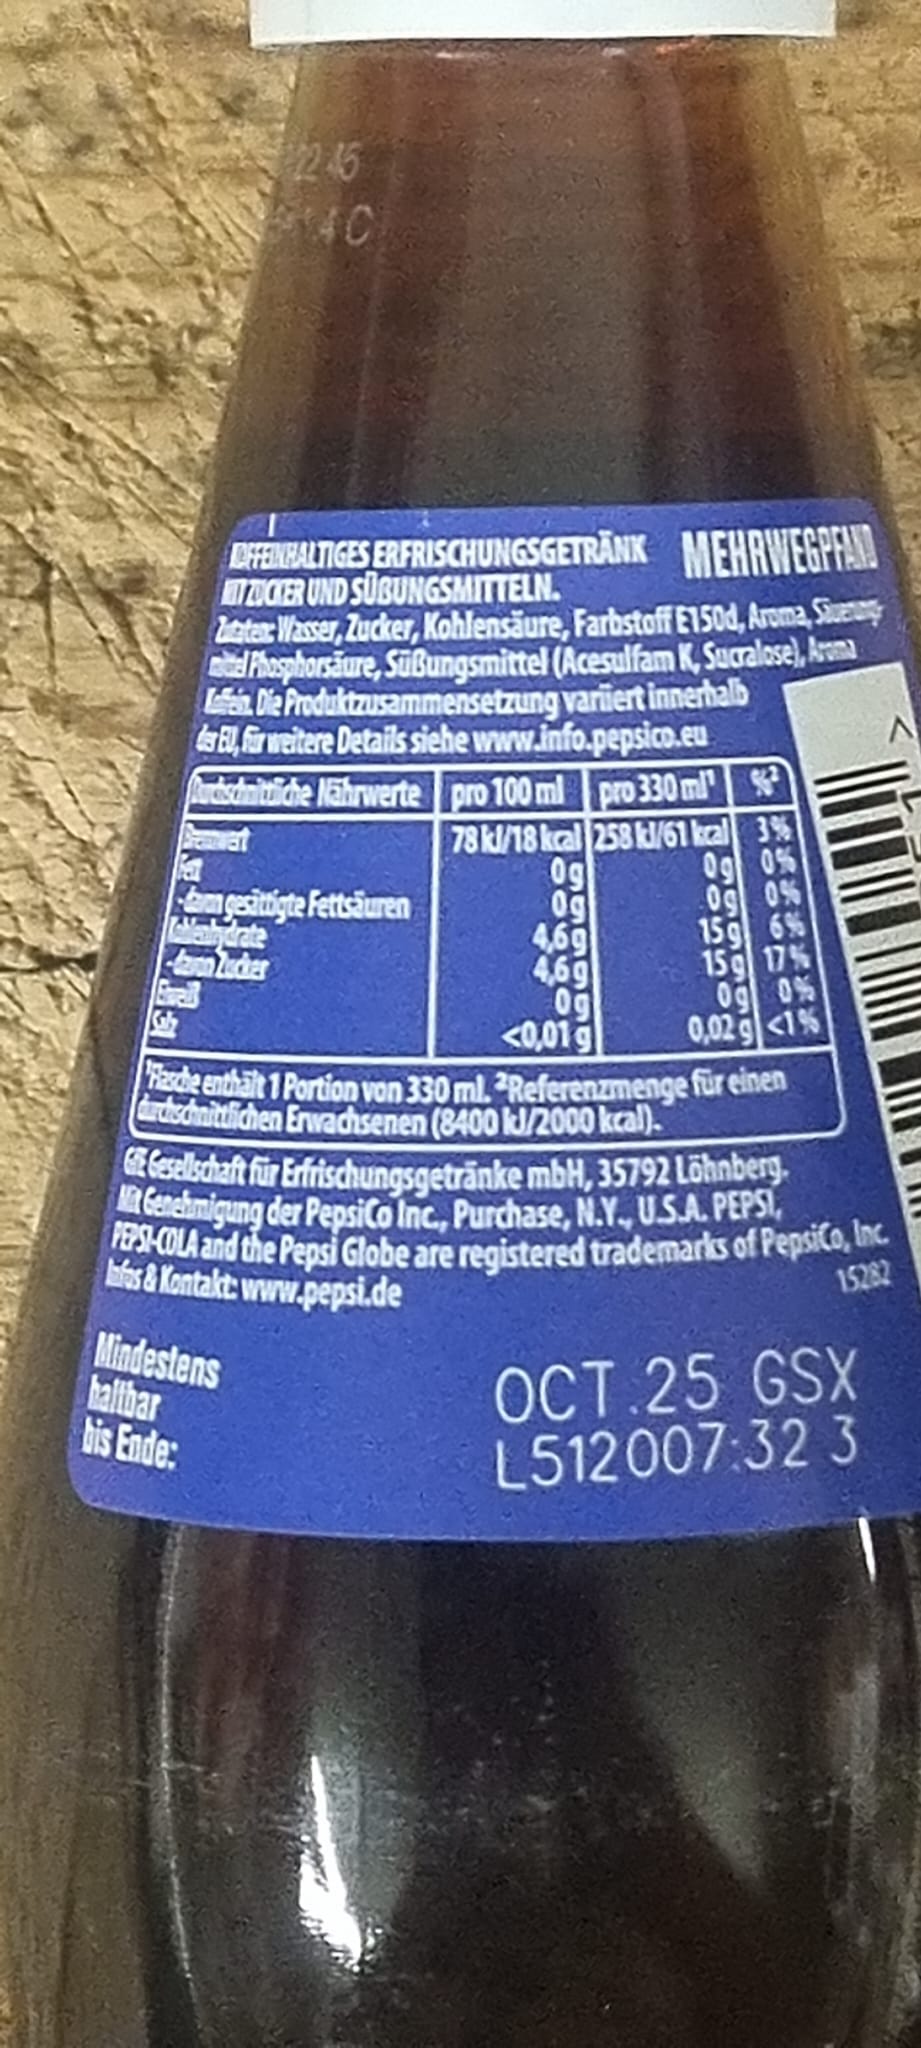 46
4C
KOFFEINHALTIGES ERFRISCHUNGSGETRÄNK
MIT ZUCKER UND SÜßUNGSMITTELN.
MEHRWEGPFAND
Zutaten: Wasser, Zucker, Kohlensäure, Farbstoff E150d, Aroma, Säuerungs-
mittel Phosphorsäure, Süßungsmittel (Acesulfam K, Sucralose), Aroma
Koffein. Die Produktzusammensetzung variiert innerhalb
der EU, für weitere Details siehe www.info.pepsico.eu
Durchschnittliche Nährwerte pro 100 ml pro 330 ml¹ %²
Brennwert 78 kJ/18 kcal 258 kJ/61 kcal 3%
Fett 0g 0g 0%
-davon gesättigte Fettsäuren 0g 0g 0%
Kohlenhydrate 4,6g 15g 6%
-davon Zucker 4,6g 15g 17%
Eiweiß 0g 0g 0%
Salz <0,01g 0,02g <1%
¹Flasche enthält 1 Portion von 330 ml. ²Referenzmenge für einen
durchschnittlichen Erwachsenen (8400 kJ/2000 kcal).
GfE Gesellschaft für Erfrischungsgetränke mbH, 35792 Löhnberg.
Mit Genehmigung der PepsiCo Inc., Purchase, N.Y., U.S.A. PEPSI,
PEPSI-COLA and the Pepsi Globe are registered trademarks of PepsiCo, Inc.
Infos & Kontakt: www.pepsi.de
15282
Mindestens
haltbar
bis Ende:
OCT.25 GSX
L512007:32 3